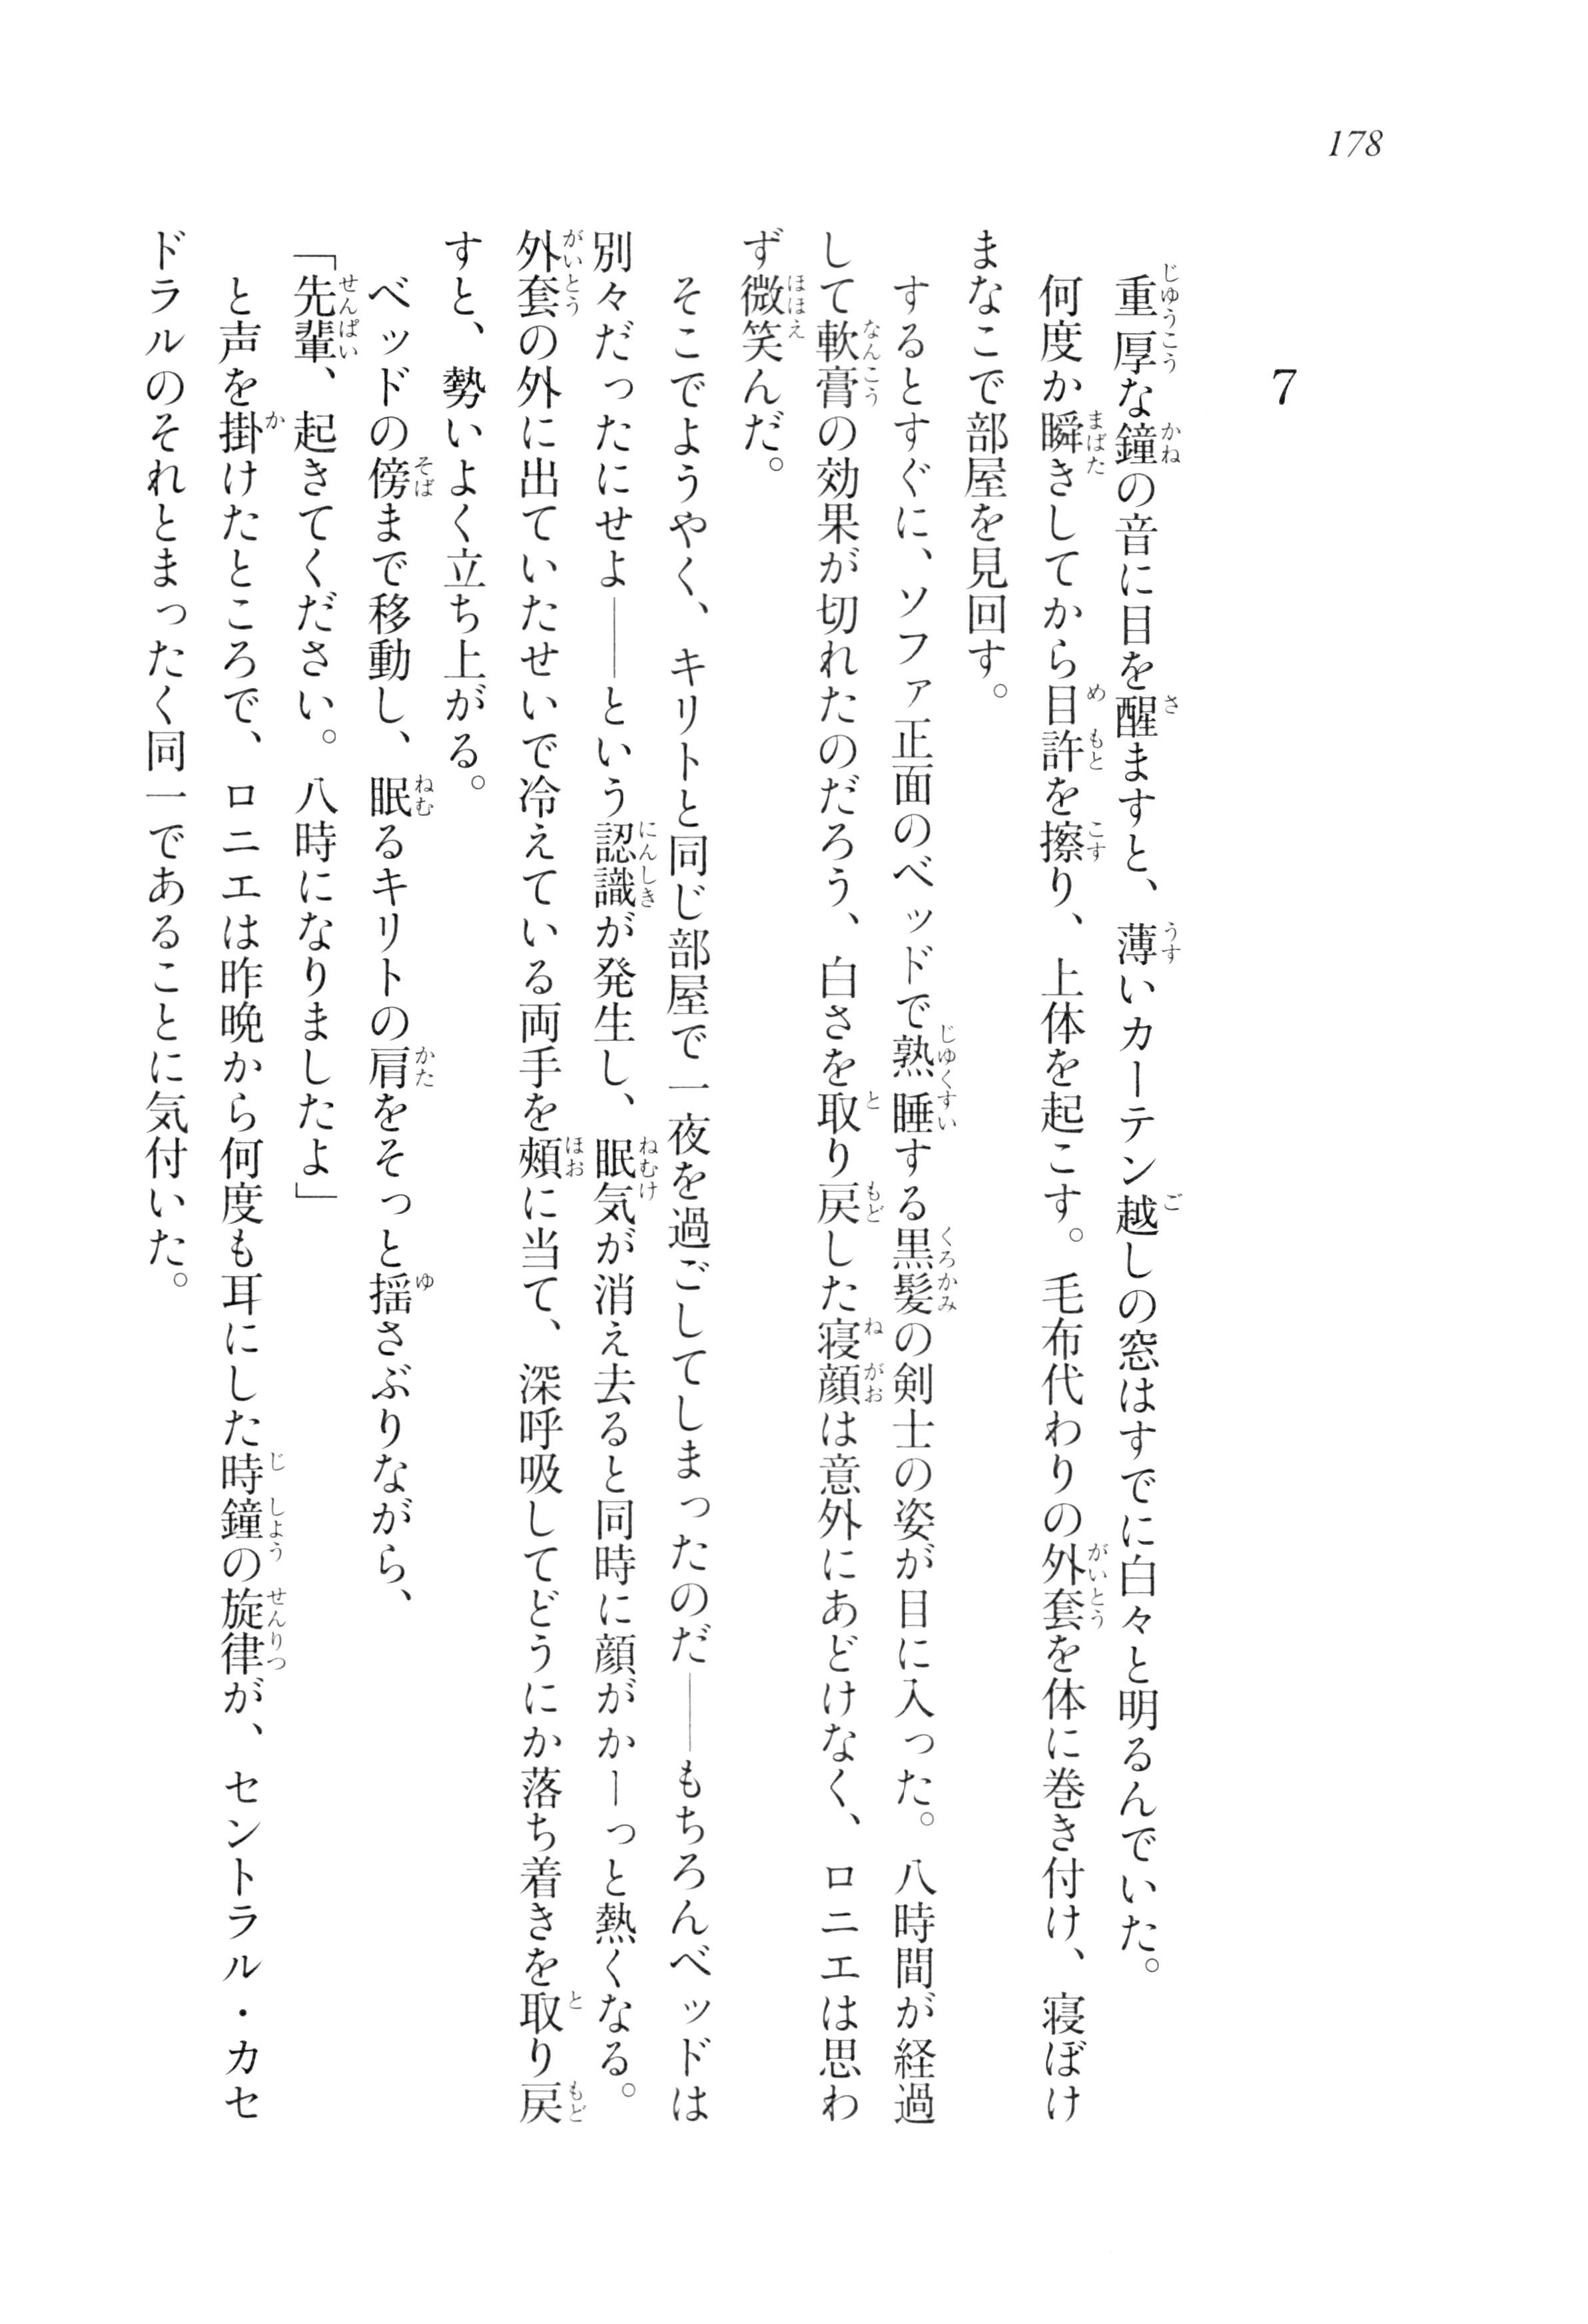 178
7
重厚な鐘の音に目を醒ますと、薄いカーテン越しの窓はすでに白々と明るんでいた。
何度か瞬きしてから目許を擦り、上体を起こす。毛布代わりの外套を体に巻き付け、寝ぼけ
まなこで部屋を見回す。
するとすぐに、ソファ正面のベッドで熟睡する黒髪の剣士の姿が目に入った。八時間が経過
して軟膏の効果が切れたのだろう、白さを取り戻した寝顔は意外にあどけなく、ロニエは思わ
ず微笑んだ。
そこでようやく、キリトと同じ部屋で一夜を過ごしてしまったのだ――もちろんベッドは
別々だったにせよ――という認識が発生し、眠気が消え去ると同時に顔がかーっと熱くなる。
外套の外に出ていたせいで冷えている両手を頰に当て、深呼吸してどうにか落ち着きを取り戻
すと、勢いよく立ち上がる。
ベッドの傍まで移動し、眠るキリトの肩をそっと揺さぶりながら、
「先輩、起きてください。八時になりましたよ」
と声を掛けたところで、ロニエは昨晩から何度も耳にした時鐘の旋律が、セントラル・カセ
ドラルのそれとまったく同一であることに気付いた。